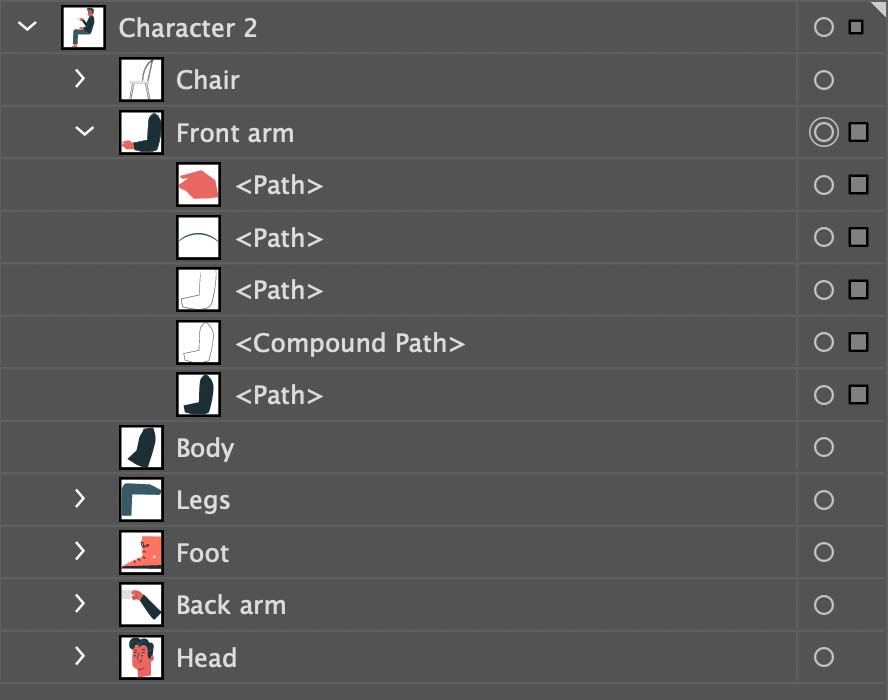 Character 2
Chair
Front arm
<Path>
<Path>
<Path>
<Compound Path>
<Path>
Body
Legs
Foot
Back arm
Head